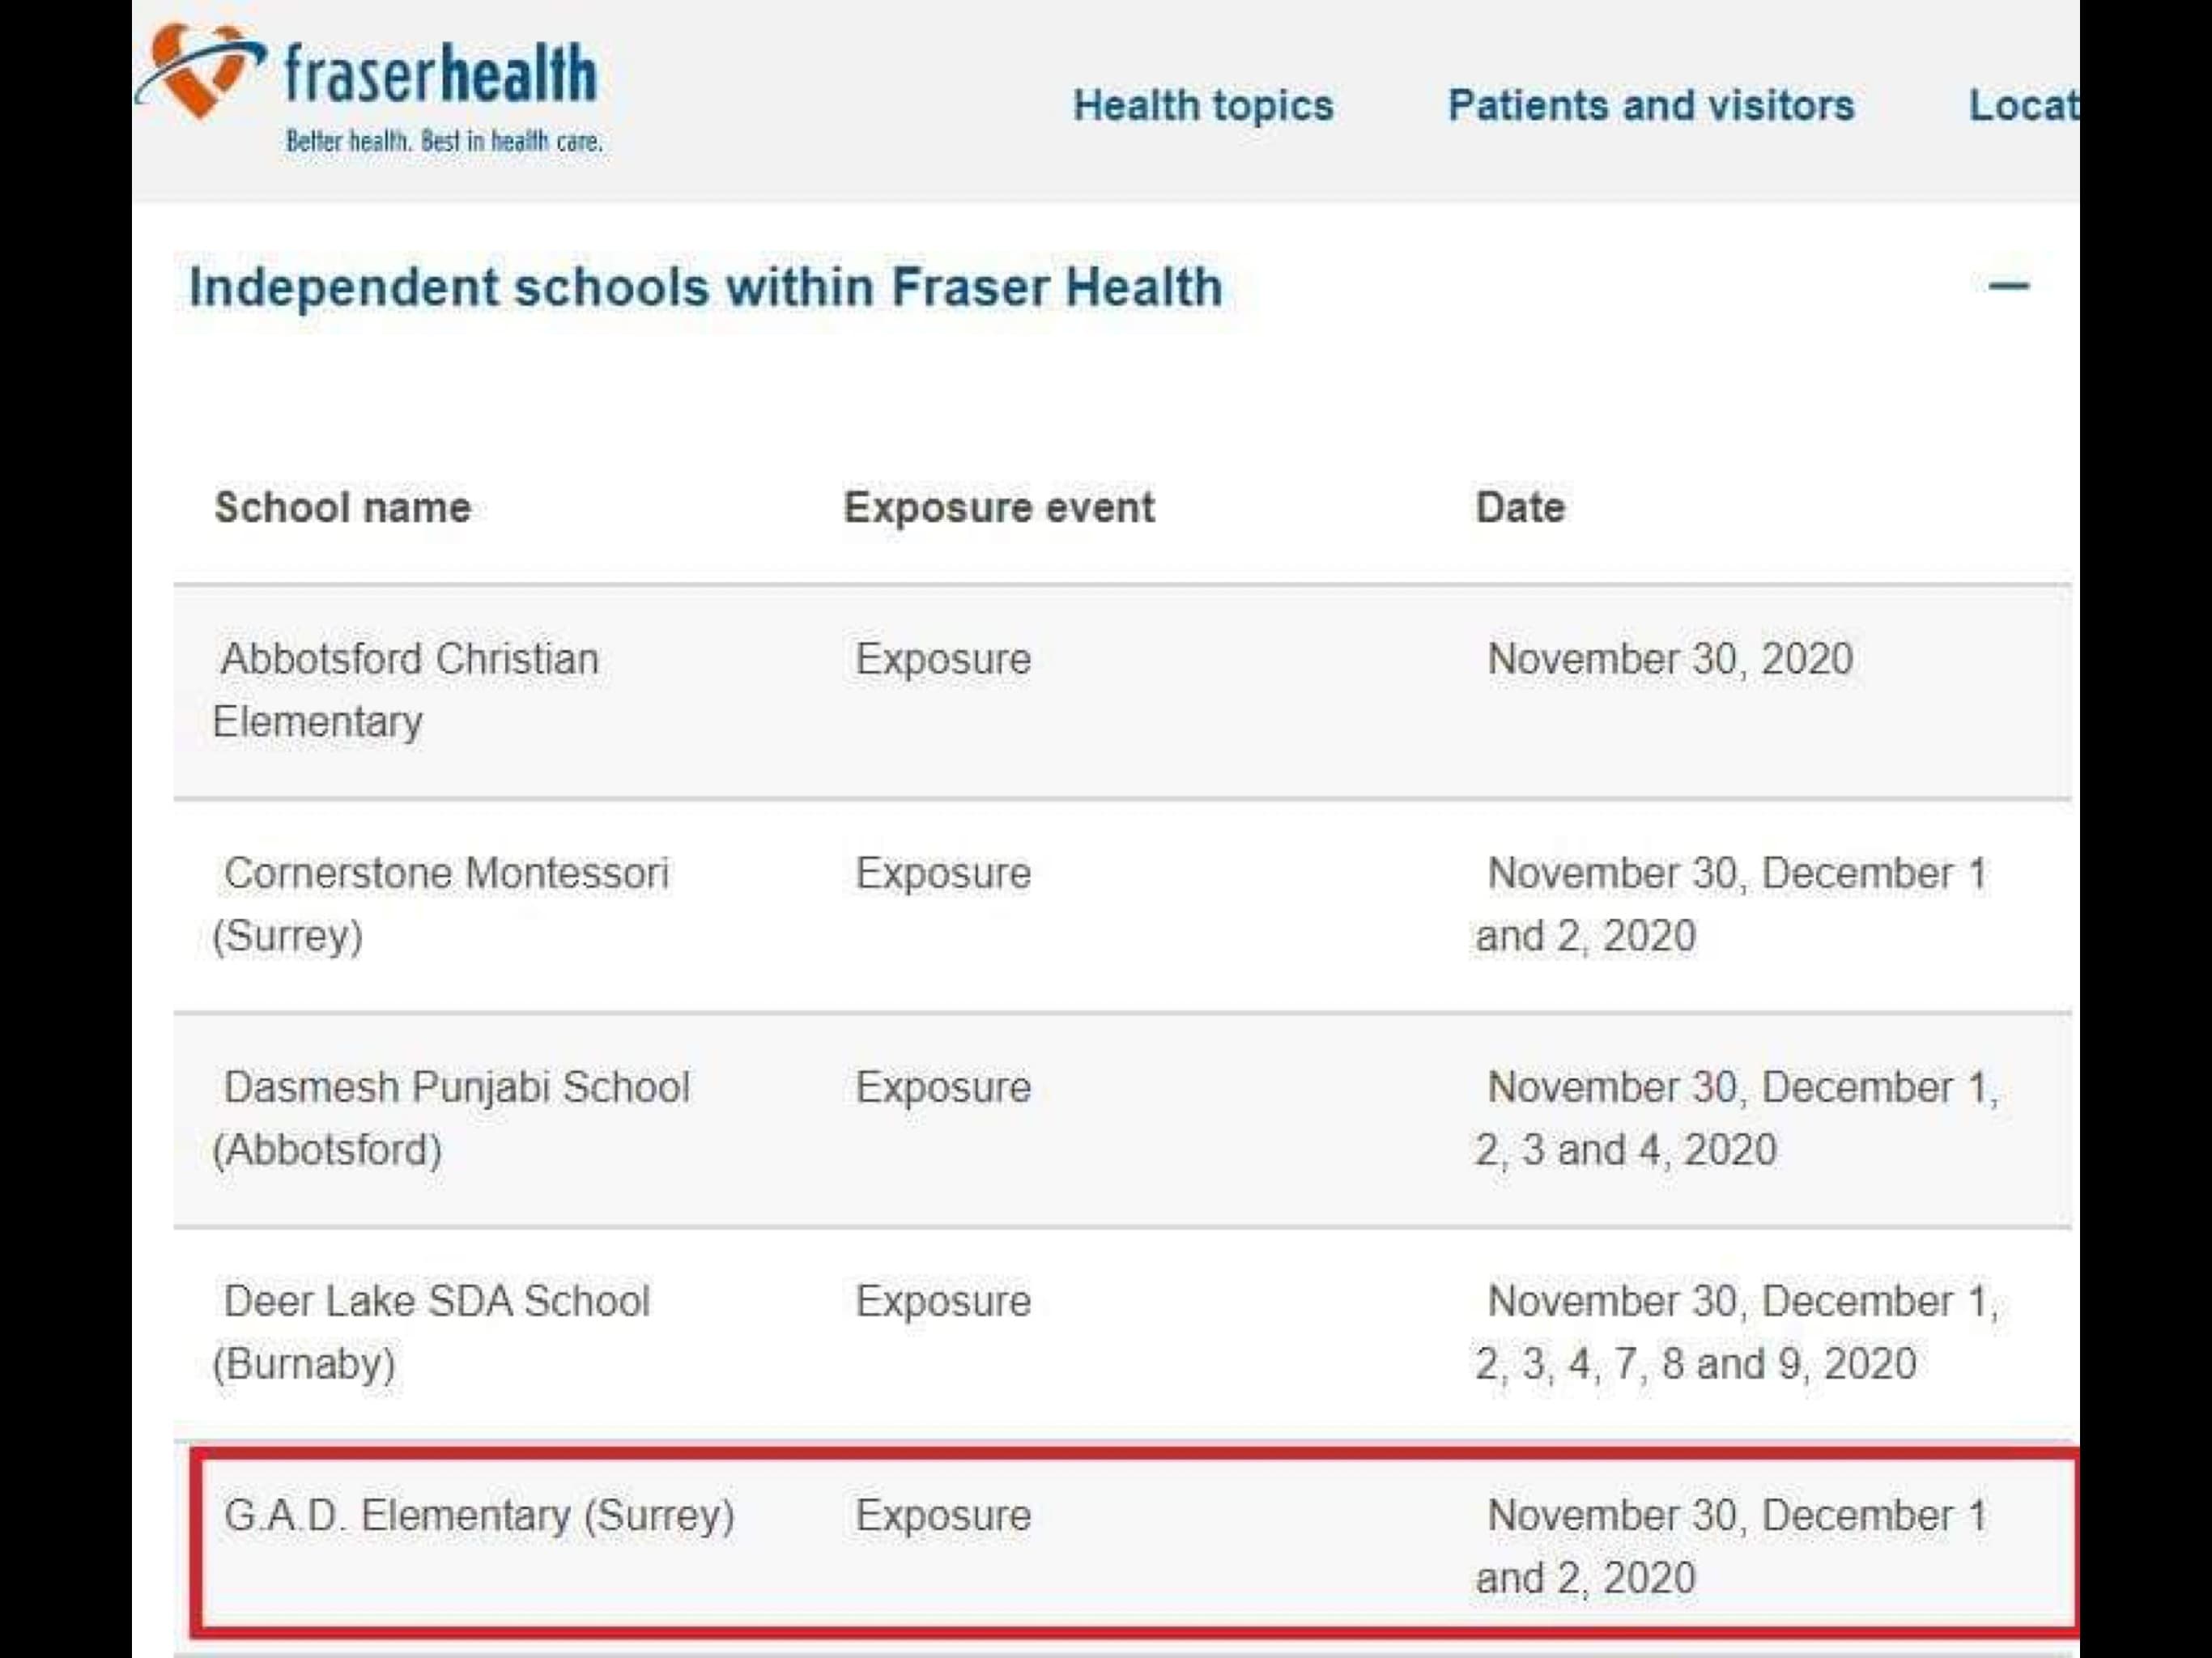 fraserhealth
Better health. Best in health care.
Health topics
Patients and visitors
Locat
Independent schools within Fraser Health
School name
Exposure event
Date
Abbotsford Christian
Elementary
Exposure
November 30, 2020
Cornerstone Montessori
(Surrey)
Exposure
November 30, December 1
and 2, 2020
Dasmesh Punjabi School
(Abbotsford)
Exposure
November 30, December 1,
2, 3 and 4, 2020
Deer Lake SDA School
(Burnaby)
Exposure
November 30, December 1,
2, 3, 4, 7, 8 and 9, 2020
G.A.D. Elementary (Surrey)
Exposure
November 30, December 1
and 2, 2020